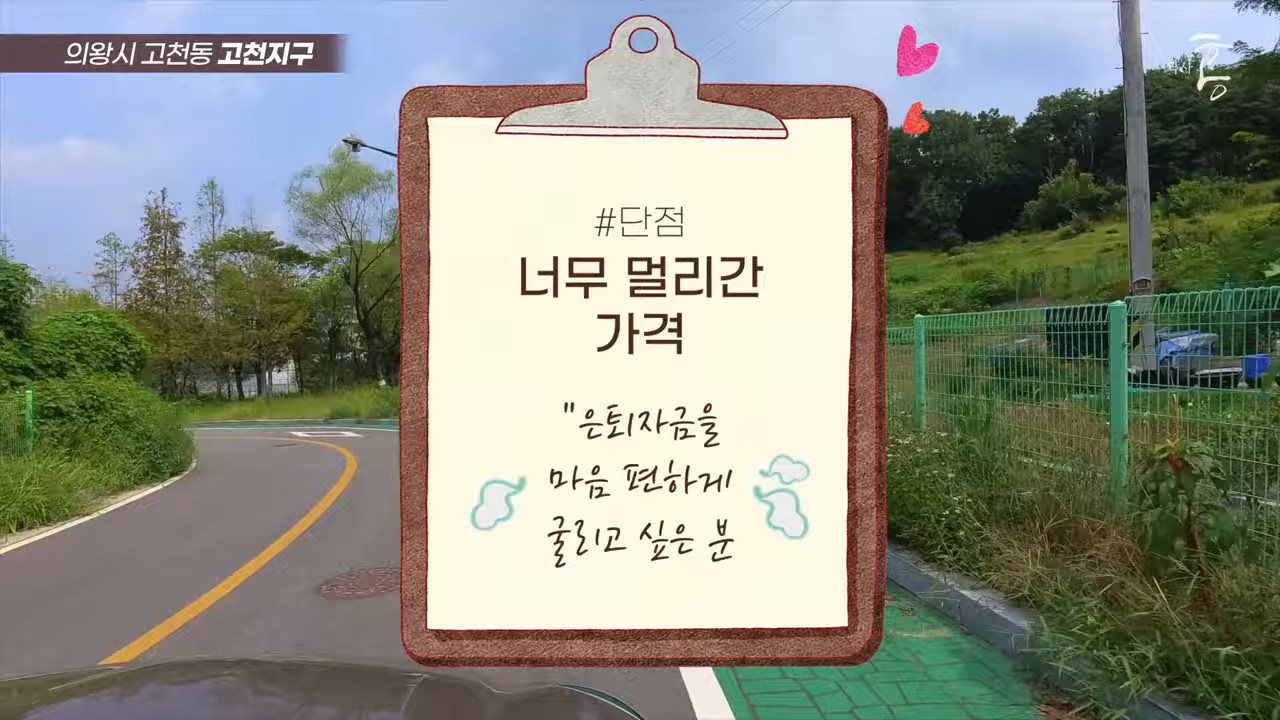 의왕시 고천동 고천지구
#단점
너무 멀리간
가격
"은퇴자금을
마음 편하게
굴리고 싶은 분